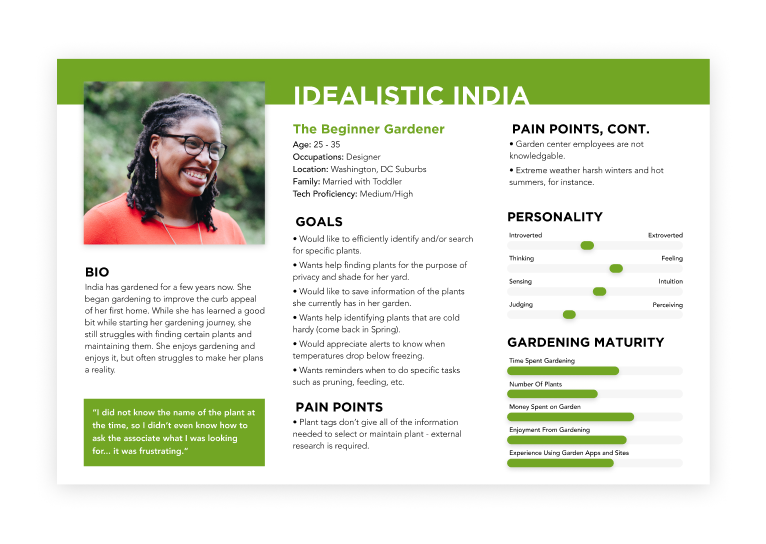 IDEALISTIC INDIA
BIO
India has gardened for a few years now. She
began gardening to improve the curb appeal
of her first home. While she has learned a good
bit while starting her gardening journey, she
still struggles with finding certain plants and
maintaining them. She enjoys gardening and
enjoys it, but often struggles to make her plans
a reality.
"I did not know the name of the plant at
the time, so I didn't even know how to
ask the associate what I was looking
for... it was frustrating."
The Beginner Gardener
Age: 25 - 35
Occupations: Designer
Location: Washington, DC Suburbs
Family: Married with Toddler
Tech Proficiency: Medium/High
GOALS
• Would like to efficiently identify and/or search
for specific plants.
• Wants help finding plants for the purpose of
privacy and shade for her yard.
• Would like to save information of the plants
she currently has in her garden.
• Wants help identifying plants that are cold
hardy (come back in Spring).
• Would appreciate alerts to know when
temperatures drop below freezing.
• Wants reminders when to do specific tasks
such as pruning, feeding, etc.
PAIN POINTS
• Plant tags don't give all of the information
needed to select or maintain plant - external
research is required.
PAIN POINTS, CONT.
• Garden center employees are not
knowledgable.
• Extreme weather harsh winters and hot
summers, for instance.
PERSONALITY
Introverted Extroverted
Thinking Feeling
Sensing Intuition
Judging Perceiving
GARDENING MATURITY
Time Spent Gardening
Number Of Plants
Money Spent on Garden
Enjoyment From Gardening
Experience Using Garden Apps and Sites